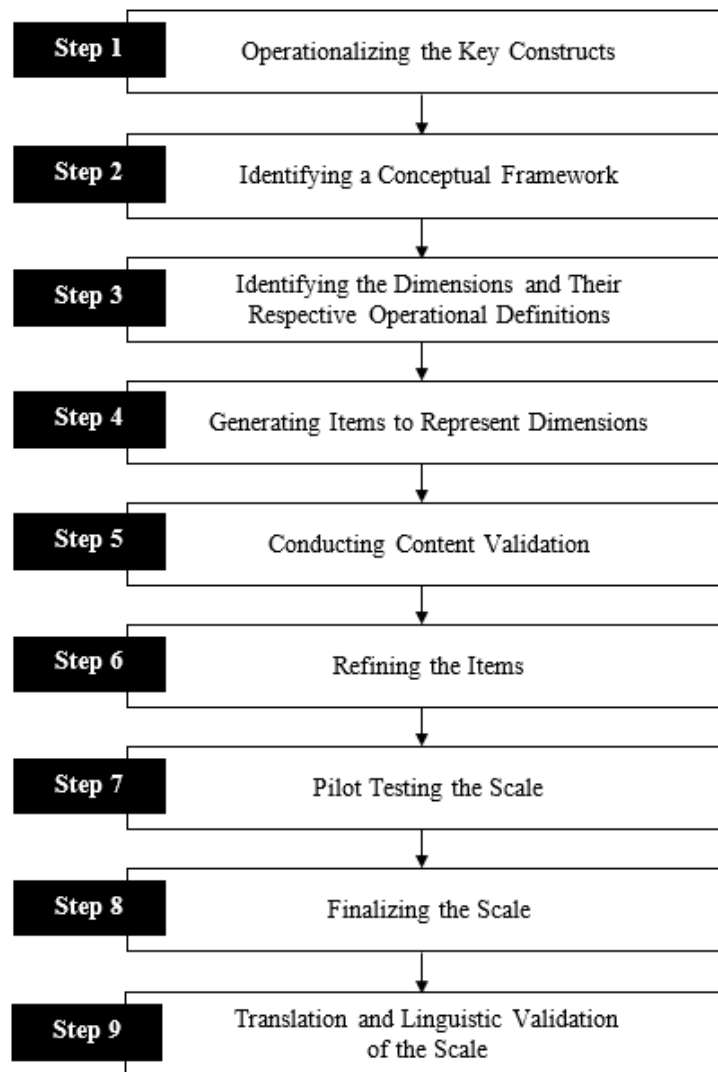 Step 1
Operationalizing the Key Constructs
Step 2
Identifying a Conceptual Framework
Step 3
Identifying the Dimensions and Their
Respective Operational Definitions
Step 4
Generating Items to Represent Dimensions
Step 5
Conducting Content Validation
Step 6
Refining the Items
Step 7
Pilot Testing the Scale
Step 8
Finalizing the Scale
Step 9
Translation and Linguistic Validation
of the Scale